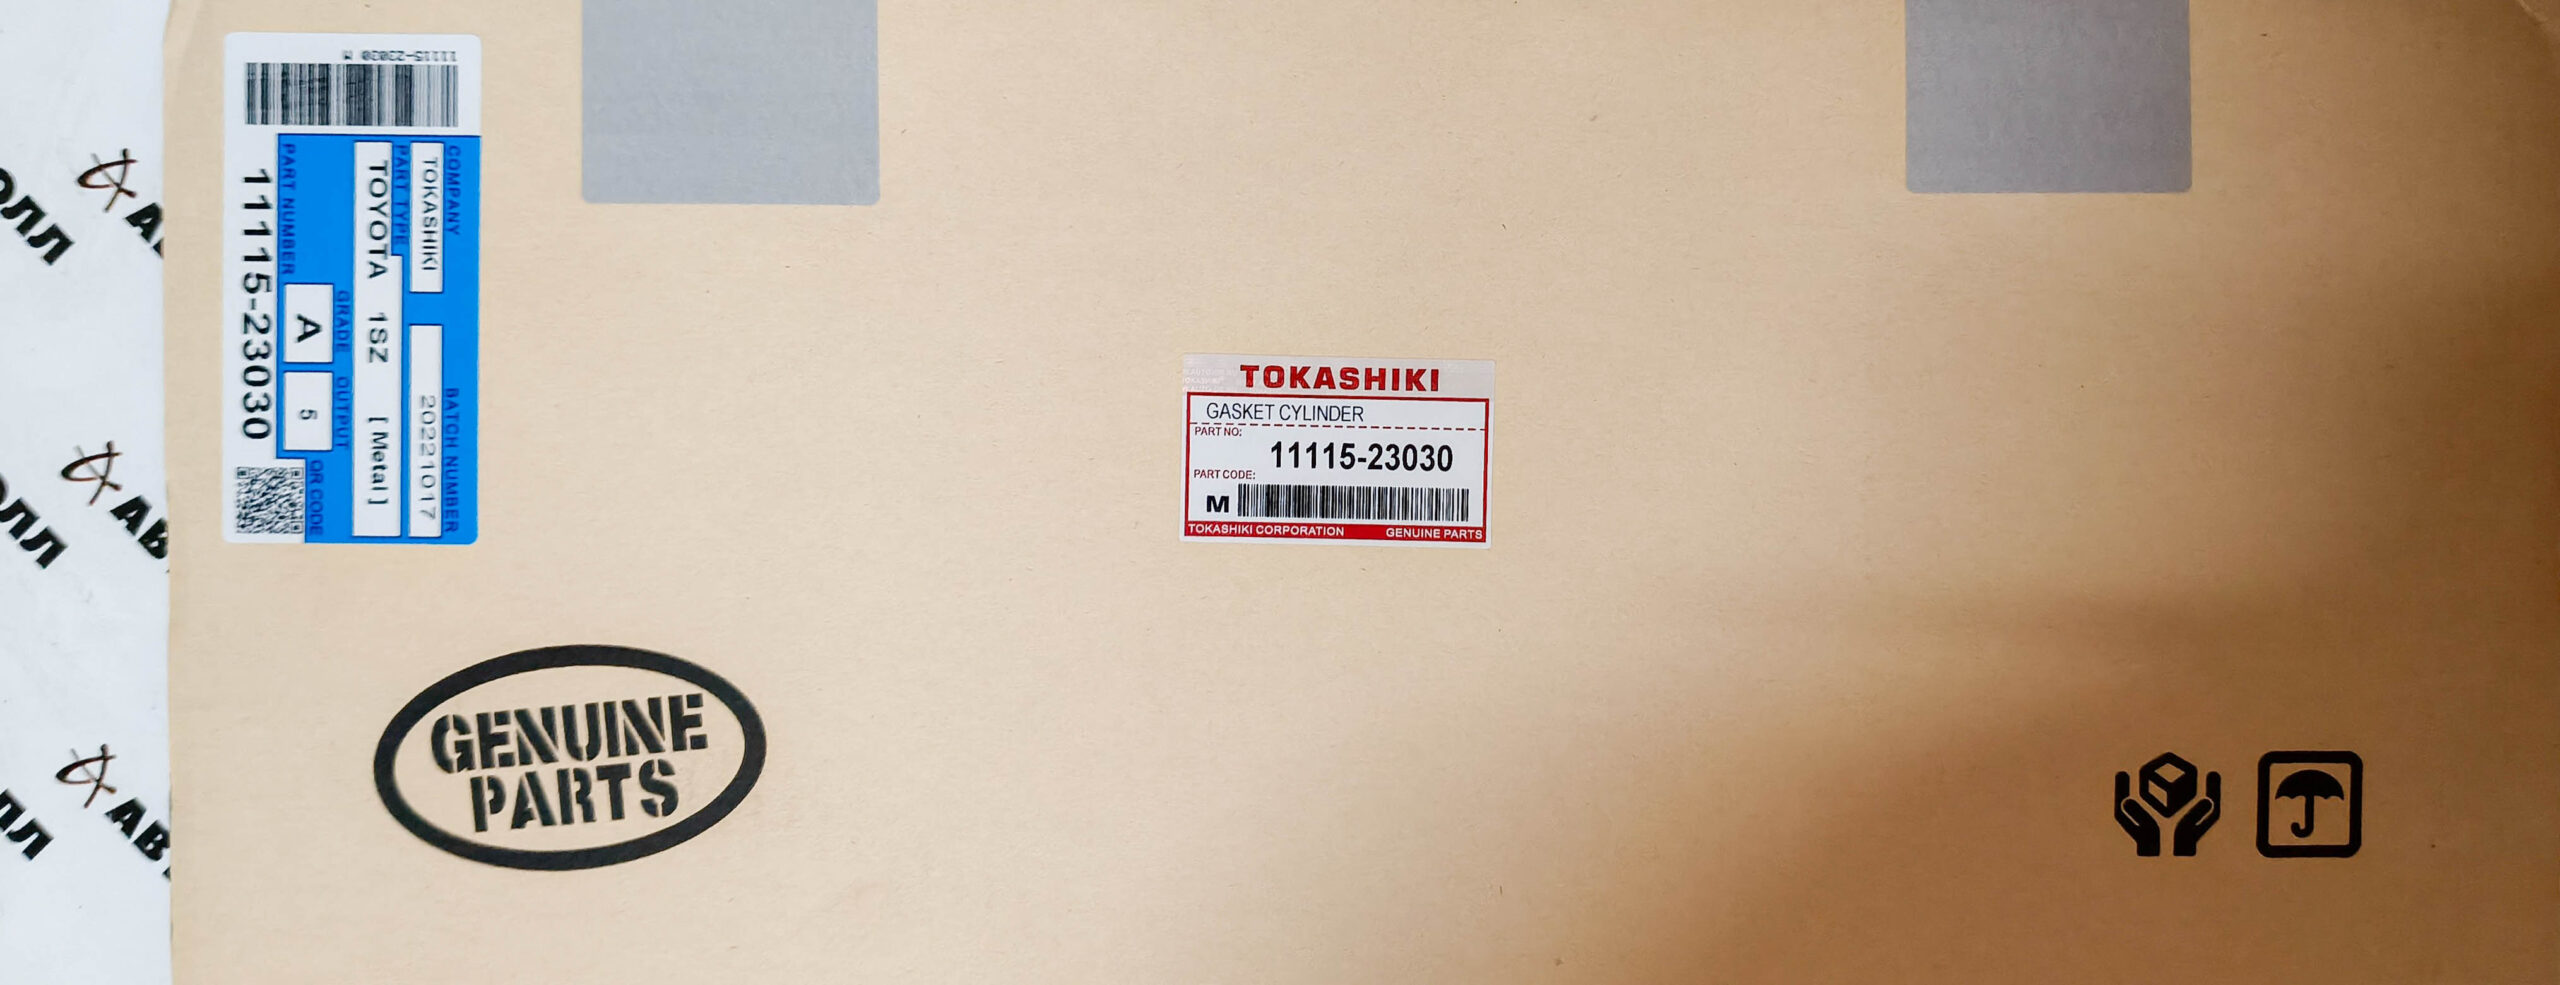 11115-23030 M
COMPANY
TOKASHIKI
BATCH NUMBER
20221017
PART TYPE
TOYOTA 1SZ [ Metal ]
GRADE
A
OUTPUT
5
PART NUMBER
11115-23030
QR CODE
TOKASHIKI
GASKET CYLINDER
PART NO:
11115-23030
PART CODE:
M
TOKASHIKI CORPORATION GENUINE PARTS
GENUINE
PARTS